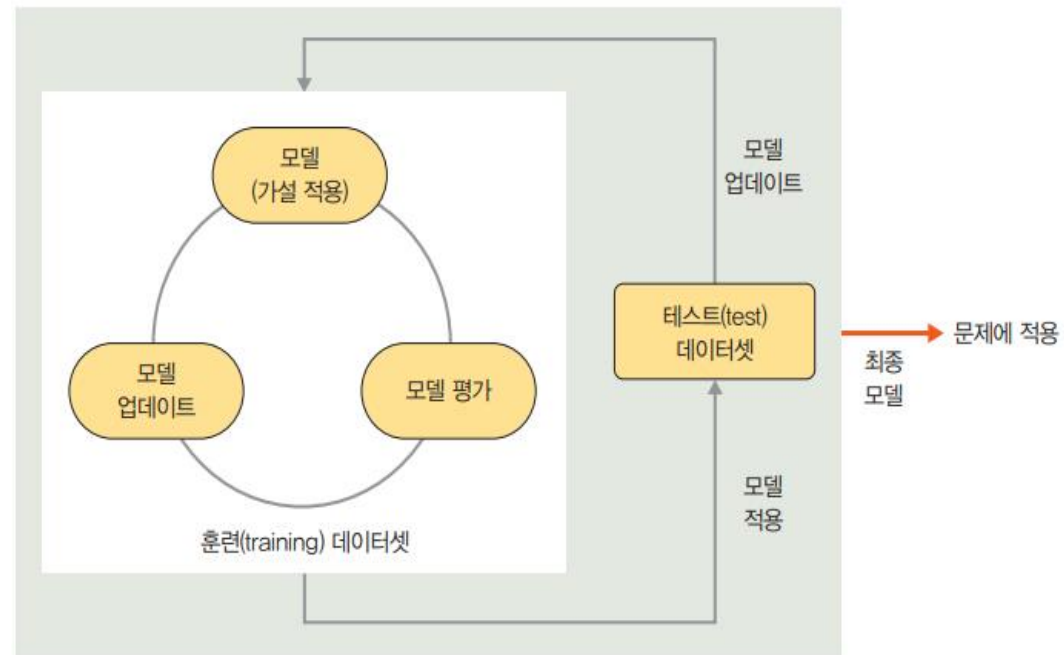 모델
(가설 적용)
모델
업데이트
모델 평가
훈련(training) 데이터셋
모델
업데이트
테스트(test)
데이터셋
모델
적용
최종
모델
문제에 적용